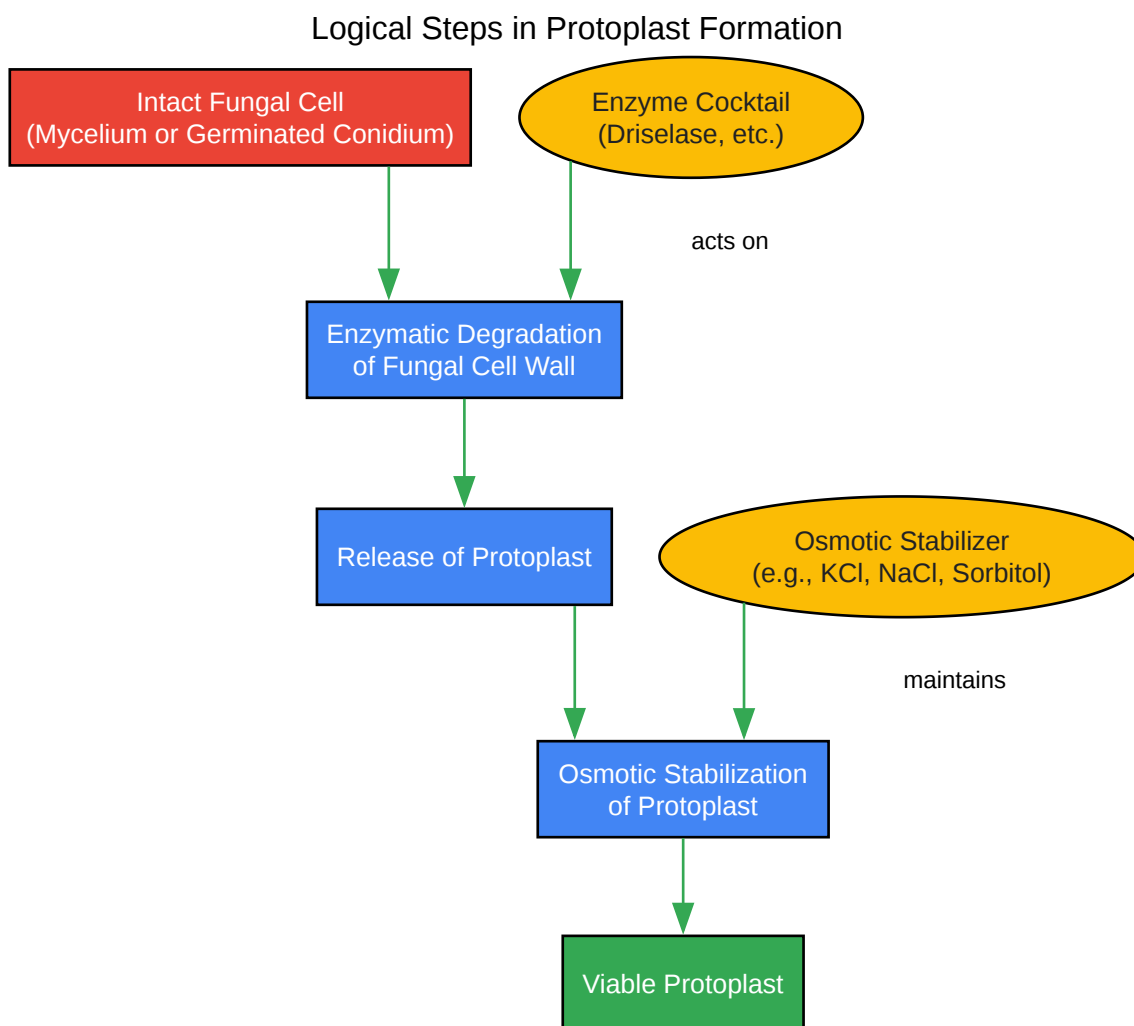 Logical Steps in Protoplast Formation
Intact Fungal Cell
(Mycelium or Germinated Conidium)
Enzyme Cocktail
(Driselase, etc.)
acts on
Enzymatic Degradation
of Fungal Cell Wall
Release of Protoplast
Osmotic Stabilizer
(e.g., KCl, NaCl, Sorbitol)
maintains
Osmotic Stabilization
of Protoplast
Viable Protoplast